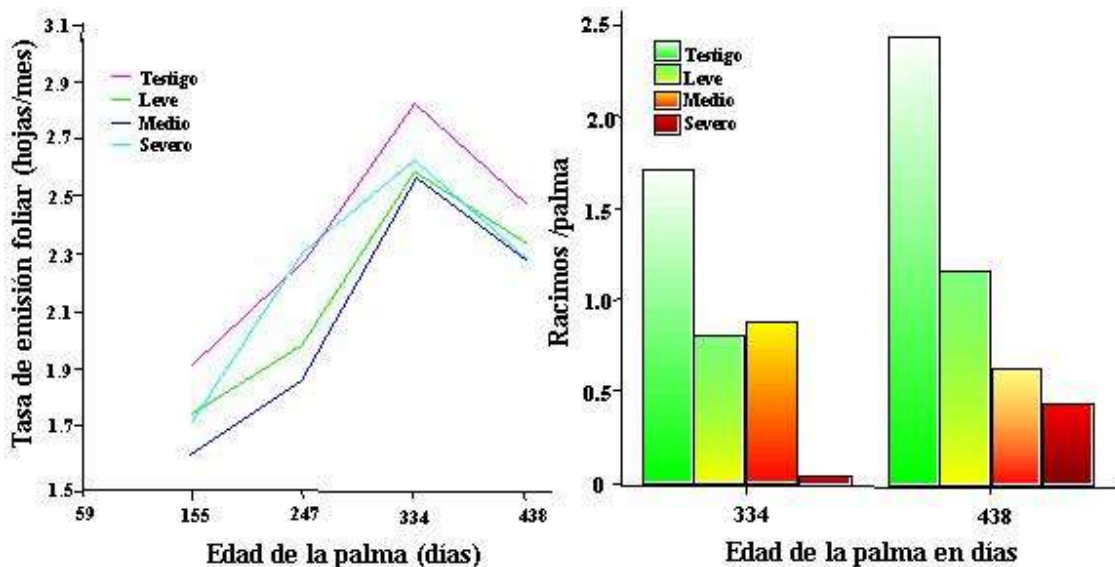 Tasa de emisión foliar (hojas/mes)
3.1
2.9
2.7
2.5
2.3
2.1
1.9
1.7
1.5
Testigo
Leve
Medio
Severo
59 155 247 334 438
Edad de la palma (días)
Racimos /palma
2.5
2.0
1.5
1.0
0.5
0
Testigo
Leve
Medio
Severo
334 438
Edad de la palma en días